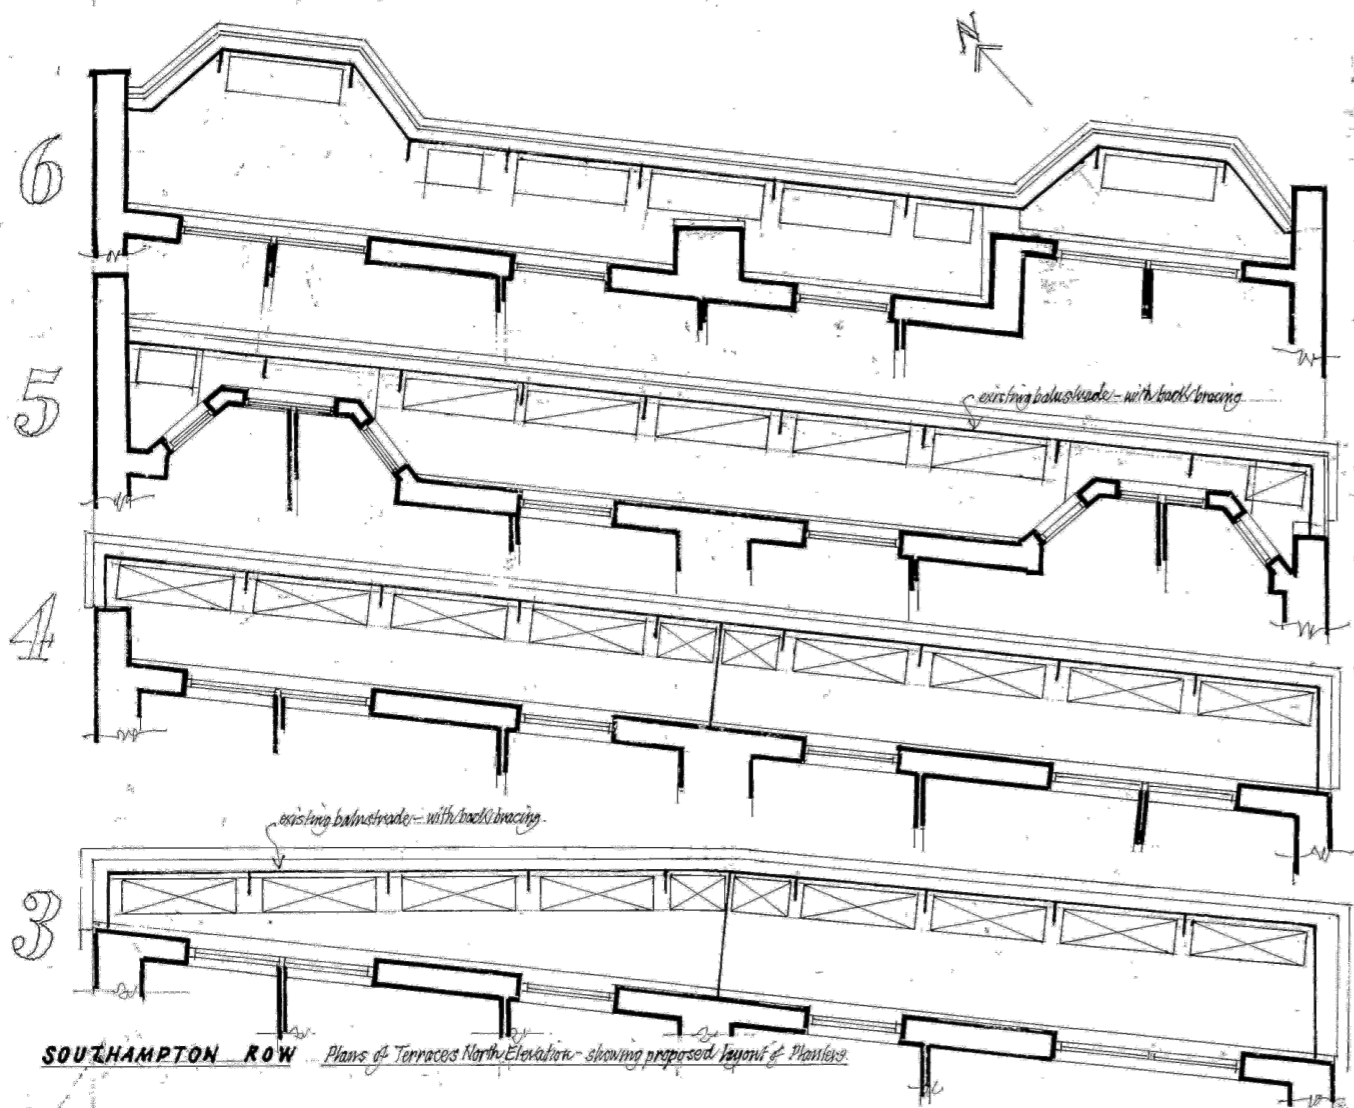 N
6
5
existing balustrade – with back bracing
4
existing balustrade – with back bracing
3
SOUTHAMPTON ROW Plans of Terraces North Elevation – showing proposed layout of Planters